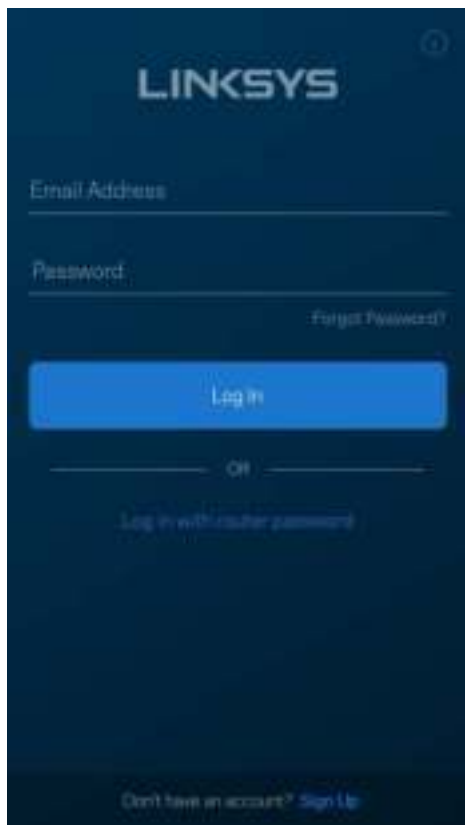 LINKSYS
Email Address
Password
Forgot Password?
Log In
OR
Log in with router password
Don't have an account? Sign Up